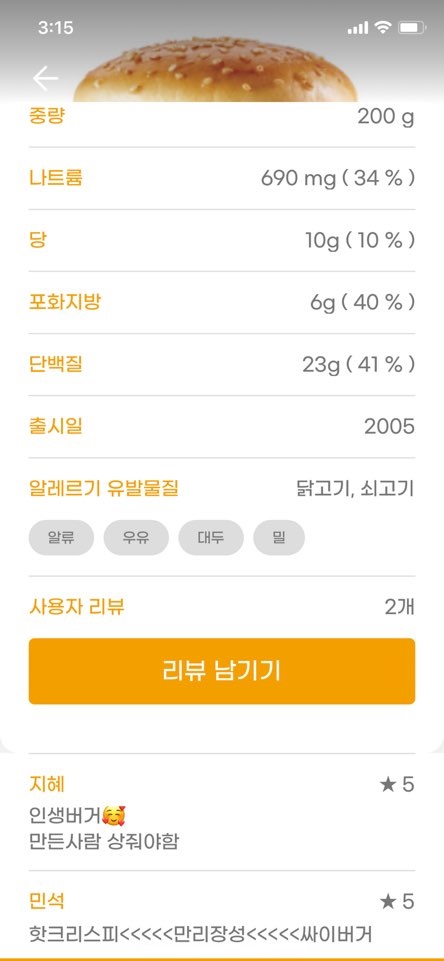 3:15
중량 200 g
나트륨 690 mg ( 34 % )
당 10g ( 10 % )
포화지방 6g ( 40 % )
단백질 23g ( 41 % )
출시일 2005
알레르기 유발물질 닭고기, 쇠고기
알류 우유 대두 밀
사용자 리뷰 2개
리뷰 남기기
지혜 ★ 5
인생버거🥰
만든사람 상줘야함
민석 ★ 5
핫크리스피<<<<<만리장성<<<<<싸이버거